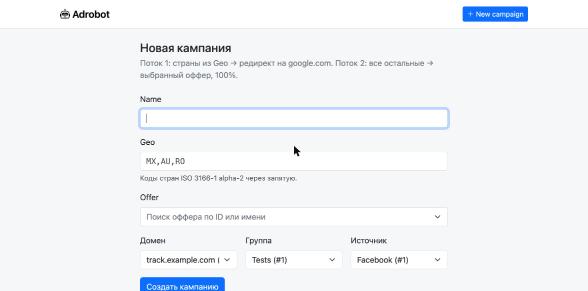 Adrobot
+ New campaign
Новая кампания
Поток 1: страны из Geo → редирект на google.com. Поток 2: все остальные →
выбранный оффер, 100%.
Name
Geo
MX,AU,RO
Коды стран ISO 3166-1 alpha-2 через запятую.
Offer
Поиск оффера по ID или имени
Домен Группа Источник
track.example.com ( Tests (#1) Facebook (#1)
Создать кампанию